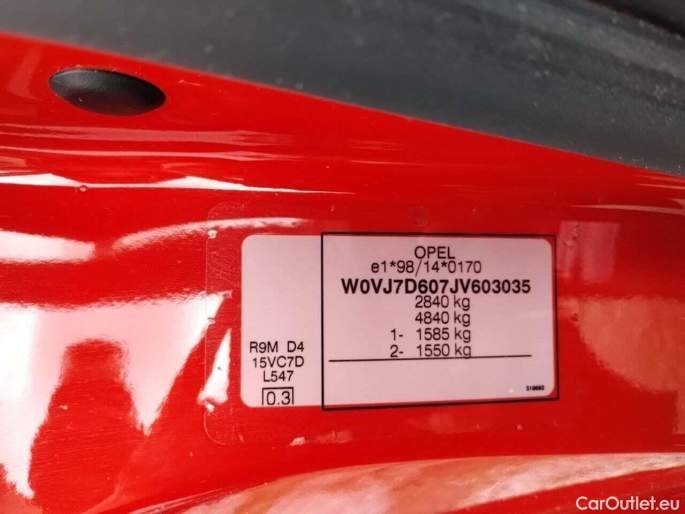 OPEL
e1*98/14*0170
W0VJ7D607JV603035
2840 kg
4840 kg
1- 1585 kg
2- 1550 kg
R9M D4
15VC7D
L547
0.3
CarOutlet.eu